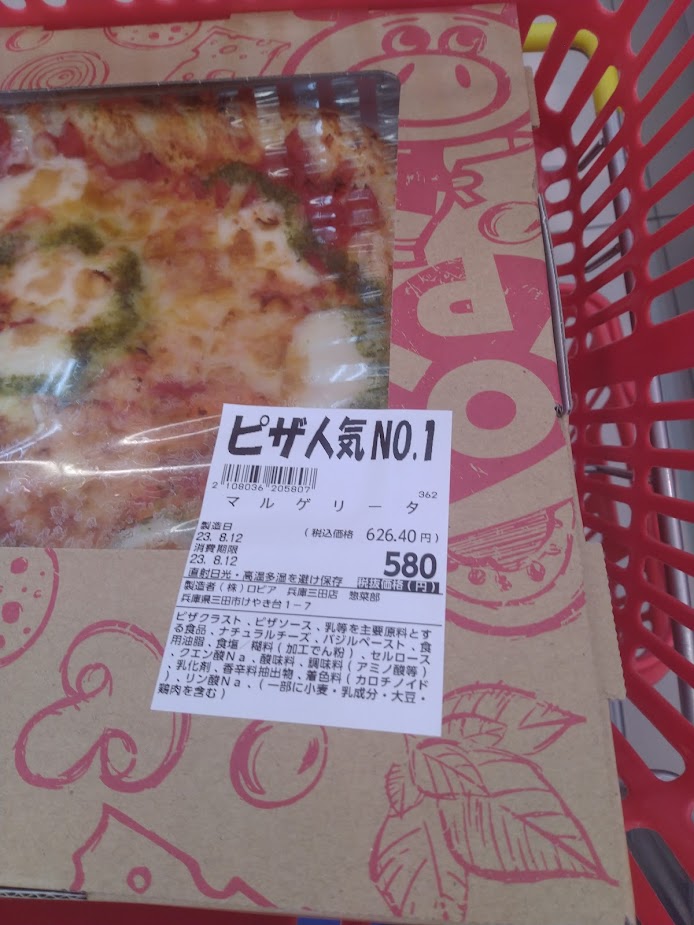 ピザ人気NO.1
2 108036 205807
362
マルゲリータ
製造日
23. 8.12
(税込価格 626.40円)
消費期限
23. 8.12
580
税抜価格(円)
直射日光・高温多湿を避け保存
製造者(株)ロピア 兵庫三田店 惣菜部
兵庫県三田市けやき台1-7
ピザクラスト、ピザソース、乳等を主要原料とす
る食品、ナチュラルチーズ、バジルペースト、食
用油脂、食塩/糊料(加工でん粉)、セルロース
、クエン酸Na、酸味料、調味料(アミノ酸等)
、乳化剤、香辛料抽出物、着色料(カロチノイド
)、リン酸Na、(一部に小麦・乳成分・大豆・
鶏肉を含む)